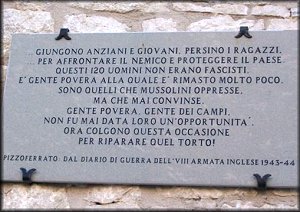 ... GIUNGONO ANZIANI E GIOVANI, PERSINO I RAGAZZI...
... PER AFFRONTARE IL NEMICO E PROTEGGERE IL PAESE.
QUESTI 120 UOMINI NON ERANO FASCISTI.
E' GENTE POVERA ALLA QUALE E' RIMASTO MOLTO POCO.
SONO QUELLI CHE MUSSOLINI OPPRESSE,
MA CHE MAI CONVINSE.
GENTE POVERA, GENTE DEI CAMPI.
NON FU MAI DATA LORO UN'OPPORTUNITA'.
ORA COLGONO QUESTA OCCASIONE
PER RIPARARE QUEL TORTO!
PIZZOFERRATO: DAL DIARIO DI GUERRA DELL'VIII ARMATA INGLESE 1943-44